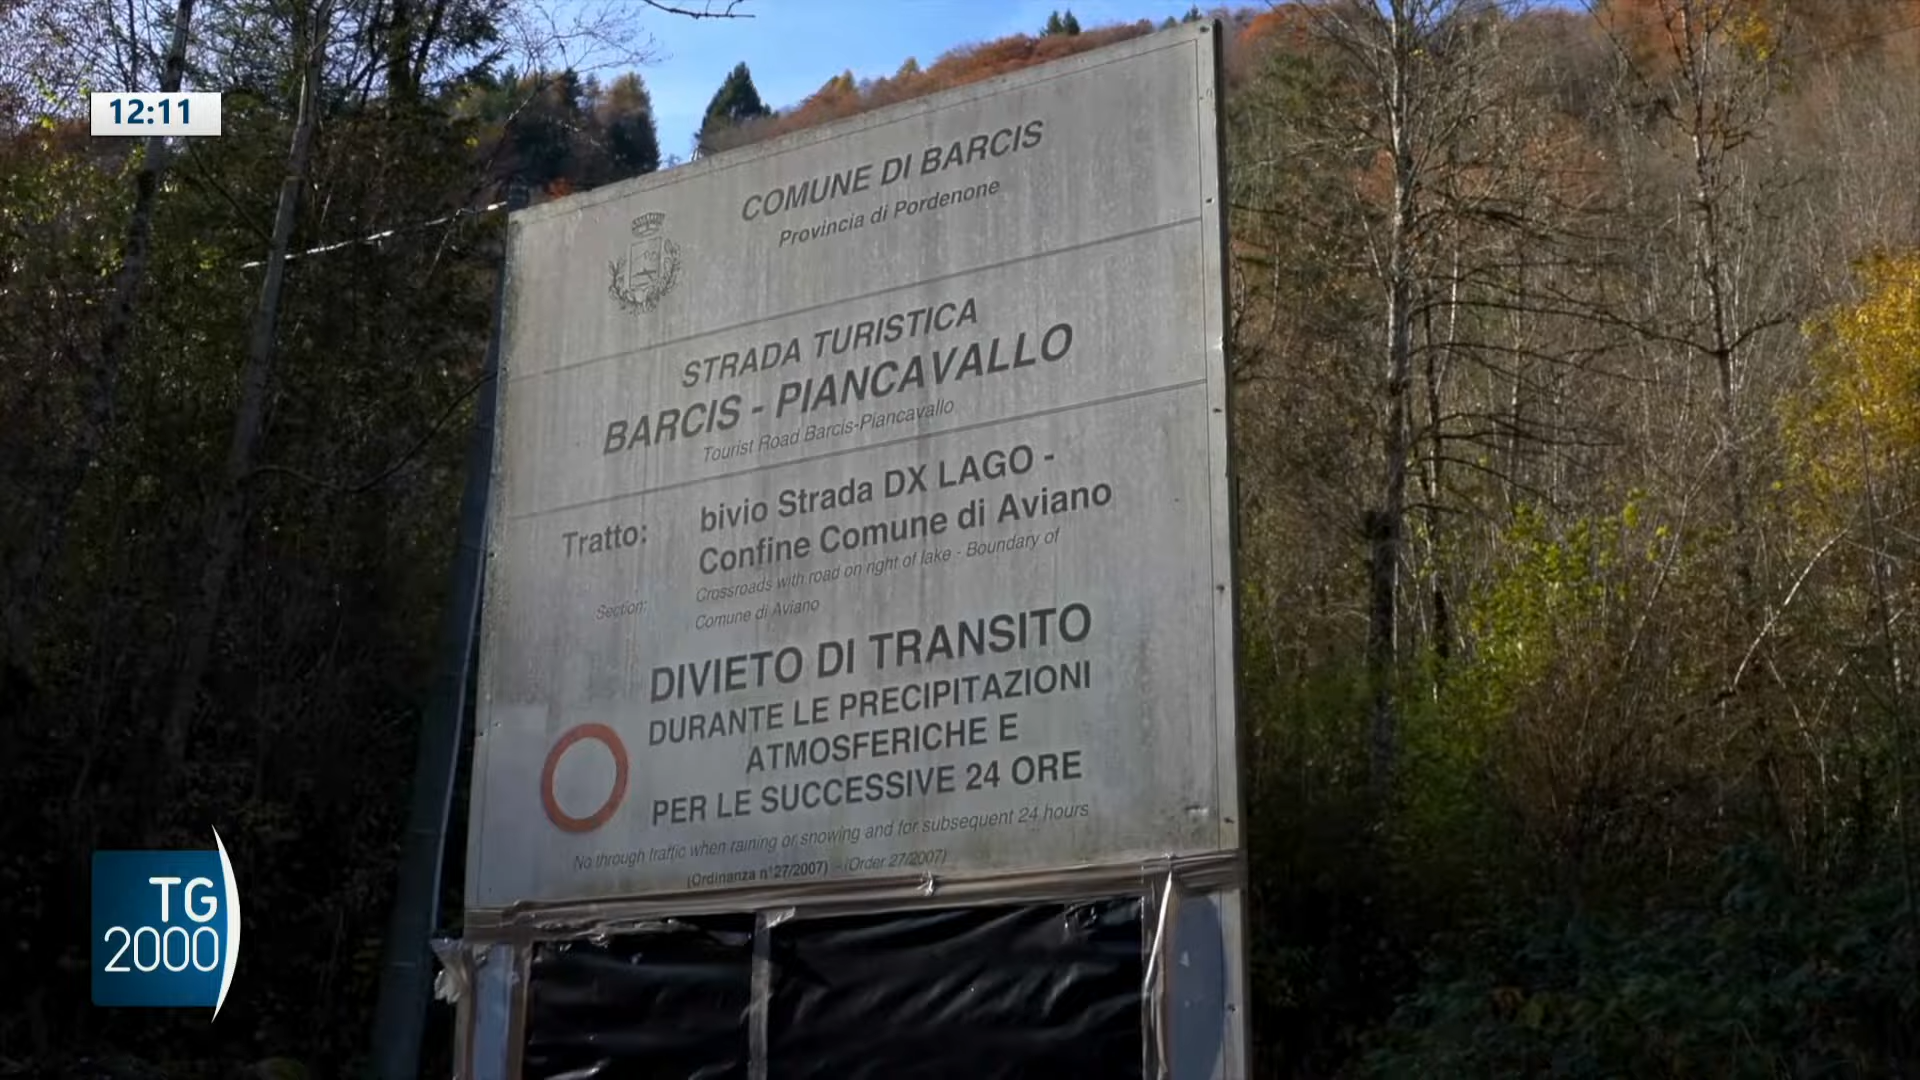 12:11
COMUNE DI BARCIS
Provincia di Pordenone
STRADA TURISTICA
BARCIS - PIANCAVALLO
Tourist Road Barcis-Piancavallo
Tratto: bivio Strada DX LAGO -
Confine Comune di Aviano
Section: Crossroads with road on right of lake - Boundary of
Comune di Aviano
DIVIETO DI TRANSITO
DURANTE LE PRECIPITAZIONI
ATMOSFERICHE E
PER LE SUCCESSIVE 24 ORE
No through traffic when raining or snowing and for subsequent 24 hours
(Ordinanza n°27/2007) - (Order 27/2007)
TG
2000